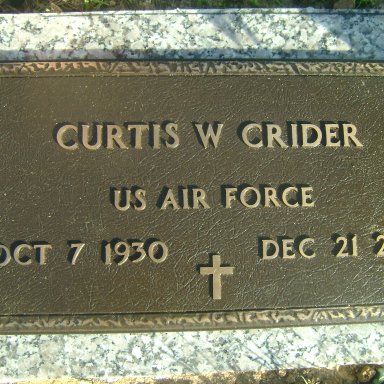 CURTIS W CRIDER
US AIR FORCE
OCT 7 1930 DEC 21